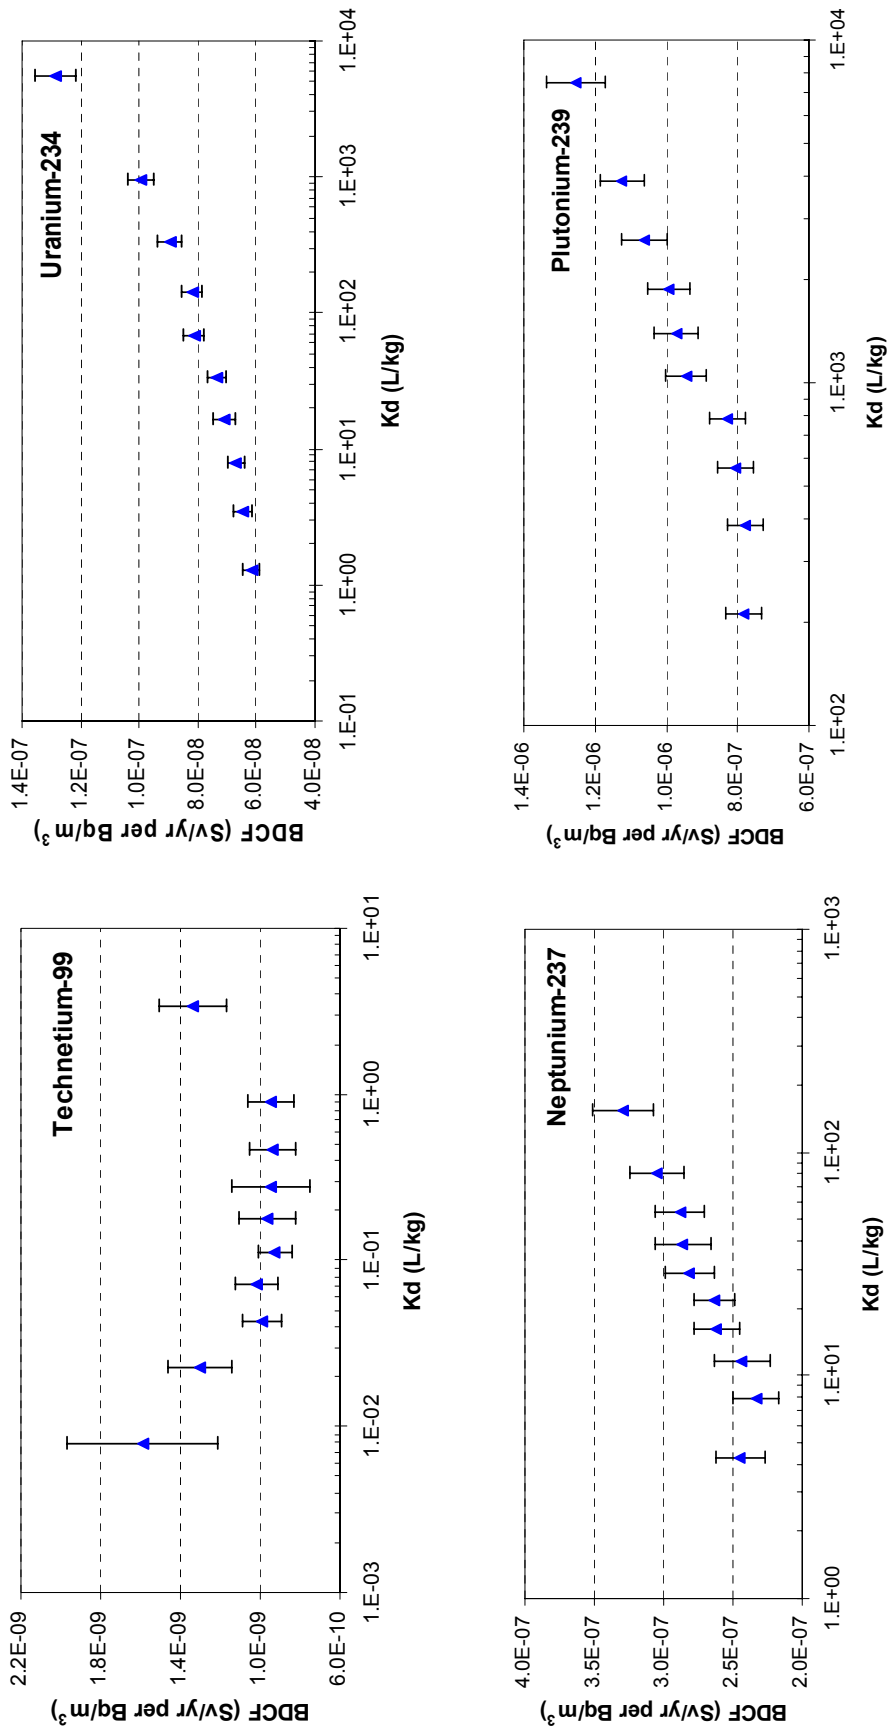 Technetium-99
BDCF (Sv/yr per Bq/m³)
2.2E-09
1.8E-09
1.4E-09
1.0E-09
6.0E-10
1.E-03
1.E-02
1.E-01
1.E+00
1.E+01
Kd (L/kg)
Uranium-234
BDCF (Sv/yr per Bq/m³)
1.4E-07
1.2E-07
1.0E-07
8.0E-08
6.0E-08
4.0E-08
1.E-01
1.E+00
1.E+01
1.E+02
1.E+03
1.E+04
Kd (L/kg)
Neptunium-237
BDCF (Sv/yr per Bq/m³)
4.0E-07
3.5E-07
3.0E-07
2.5E-07
2.0E-07
1.E+00
1.E+01
1.E+02
1.E+03
Kd (L/kg)
Plutonium-239
BDCF (Sv/yr per Bq/m³)
1.4E-06
1.2E-06
1.0E-06
8.0E-07
6.0E-07
1.E+02
1.E+03
1.E+04
Kd (L/kg)